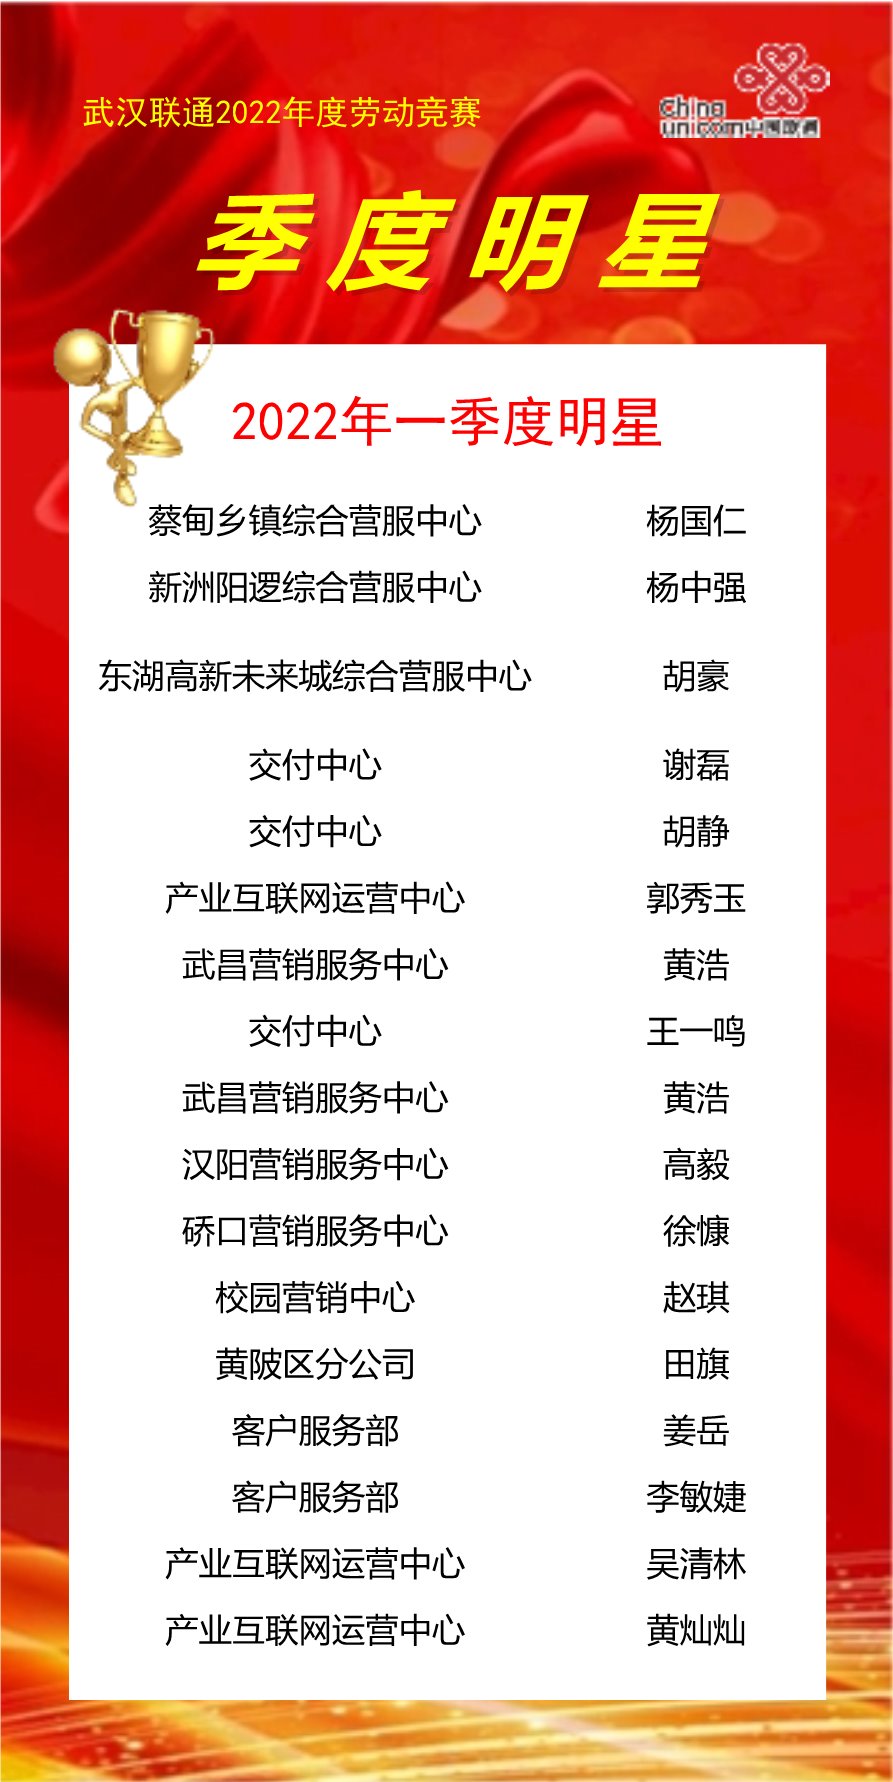 武汉联通2022年度劳动竞赛
China
unicom中国联通
季度明星
2022年一季度明星
蔡甸乡镇综合营服中心 杨国仁
新洲阳逻综合营服中心 杨中强
东湖高新未来城综合营服中心 胡豪
交付中心 谢磊
交付中心 胡静
产业互联网运营中心 郭秀玉
武昌营销服务中心 黄浩
交付中心 王一鸣
武昌营销服务中心 黄浩
汉阳营销服务中心 高毅
硚口营销服务中心 徐慷
校园营销中心 赵琪
黄陂区分公司 田旗
客户服务部 姜岳
客户服务部 李敏婕
产业互联网运营中心 吴清林
产业互联网运营中心 黄灿灿